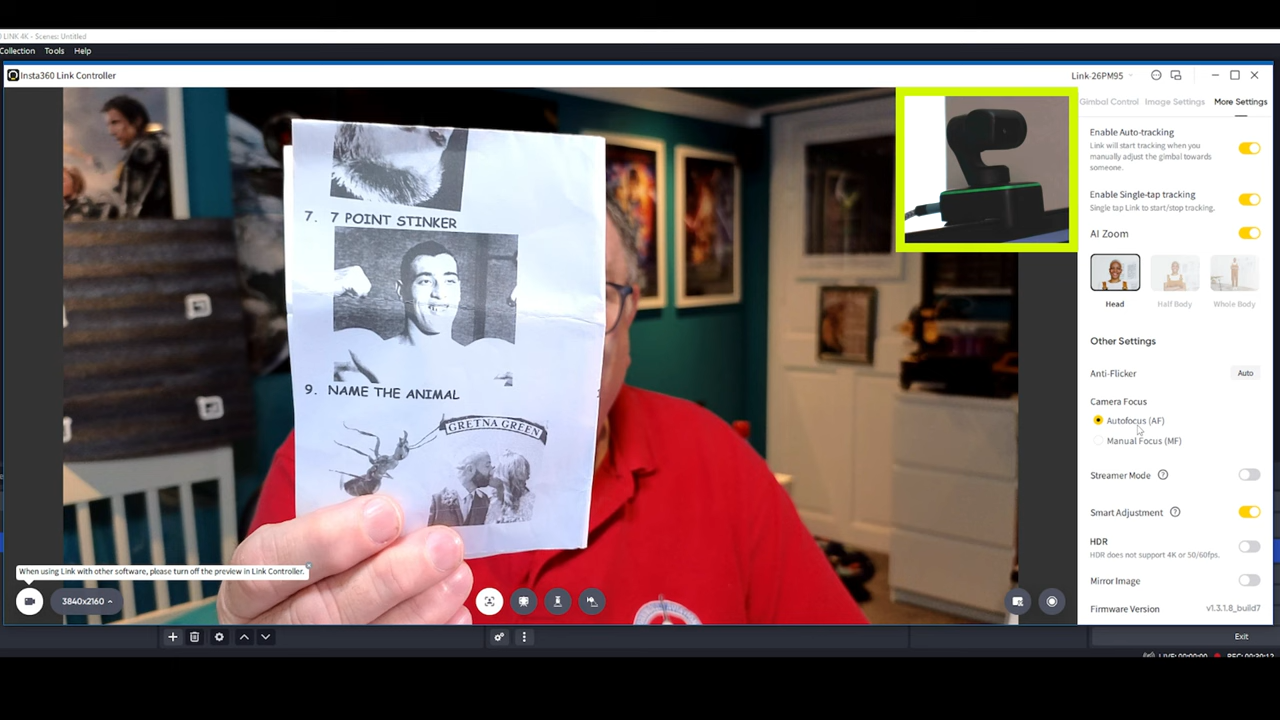 LINK 4K - Scenes: Untitled
Collection Tools Help
Insta360 Link Controller
Link-26PM95
Gimbal Control Image Settings More Settings
Enable Auto-tracking
Link will start tracking when you
manually adjust the gimbal towards
someone.
Enable Single-tap tracking
Single tap Link to start/stop tracking.
AI Zoom
Head Half Body Whole Body
Other Settings
Anti-Flicker Auto
Camera Focus
Autofocus (AF)
Manual Focus (MF)
Streamer Mode
Smart Adjustment
HDR
HDR does not support 4K or 50/60fps.
Mirror Image
Firmware Version v1.3.1.8_build7
7. 7 POINT STINKER
9. NAME THE ANIMAL
GRETNA GREEN
When using Link with other software, please turn off the preview in Link Controller.
3840x2160
Exit